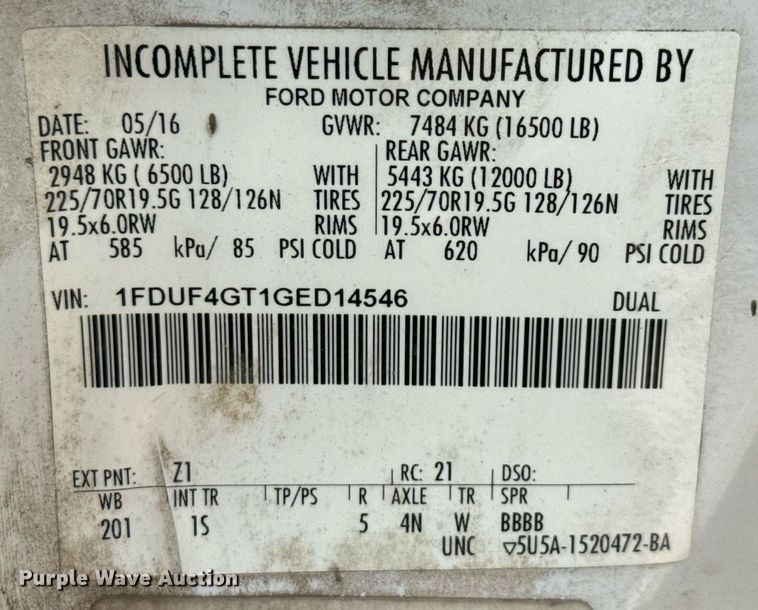 INCOMPLETE VEHICLE MANUFACTURED BY
FORD MOTOR COMPANY
DATE: 05/16 GVWR: 7484 KG (16500 LB)
FRONT GAWR: REAR GAWR:
2948 KG ( 6500 LB) WITH 5443 KG (12000 LB) WITH
225/70R19.5G 128/126N TIRES 225/70R19.5G 128/126N TIRES
19.5x6.0RW RIMS 19.5x6.0RW RIMS
AT 585 kPa/ 85 PSI COLD AT 620 kPa/ 90 PSI COLD
VIN: 1FDUF4GT1GED14546 DUAL
EXT PNT: Z1 RC: 21 DSO:
WB INT TR TP/PS R AXLE TR SPR
201 1S 5 4N W BBBB
UNC ▽5U5A-1520472-BA
Purple Wave Auction